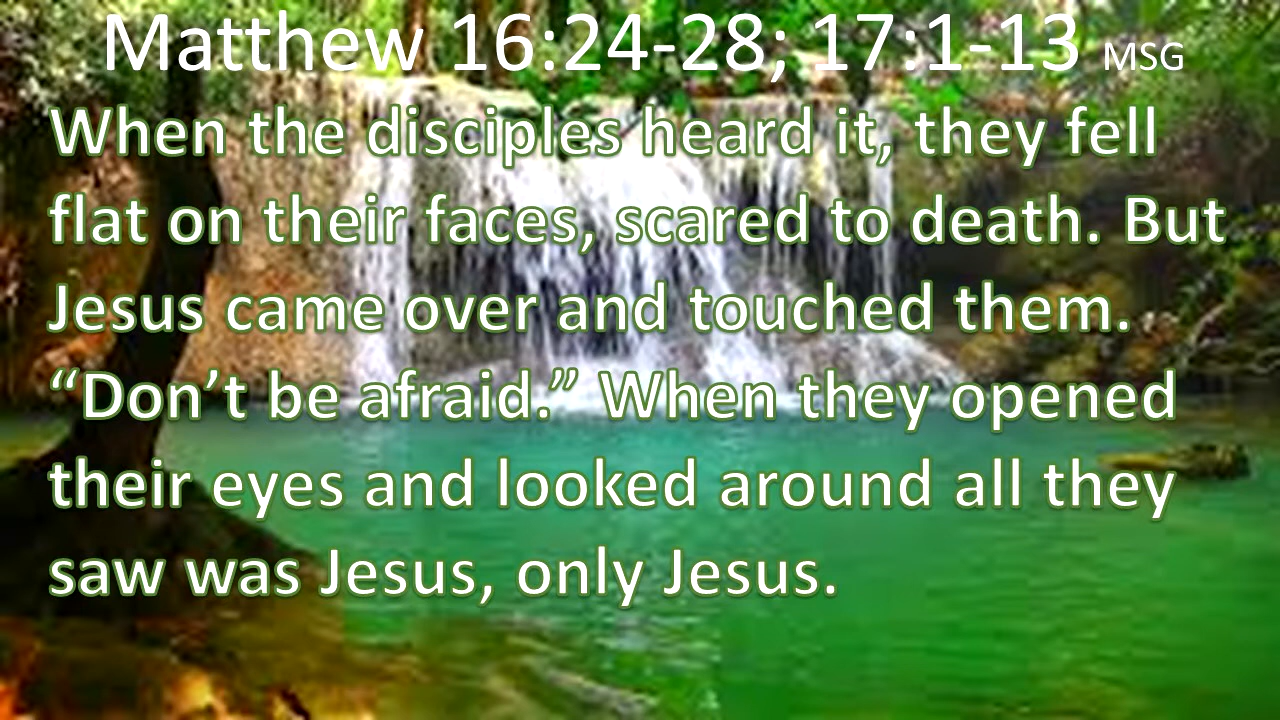 Matthew 16:24-28; 17:1-13 MSG
When the disciples heard it, they fell
flat on their faces, scared to death. But
Jesus came over and touched them.
“Don’t be afraid.” When they opened
their eyes and looked around all they
saw was Jesus, only Jesus.